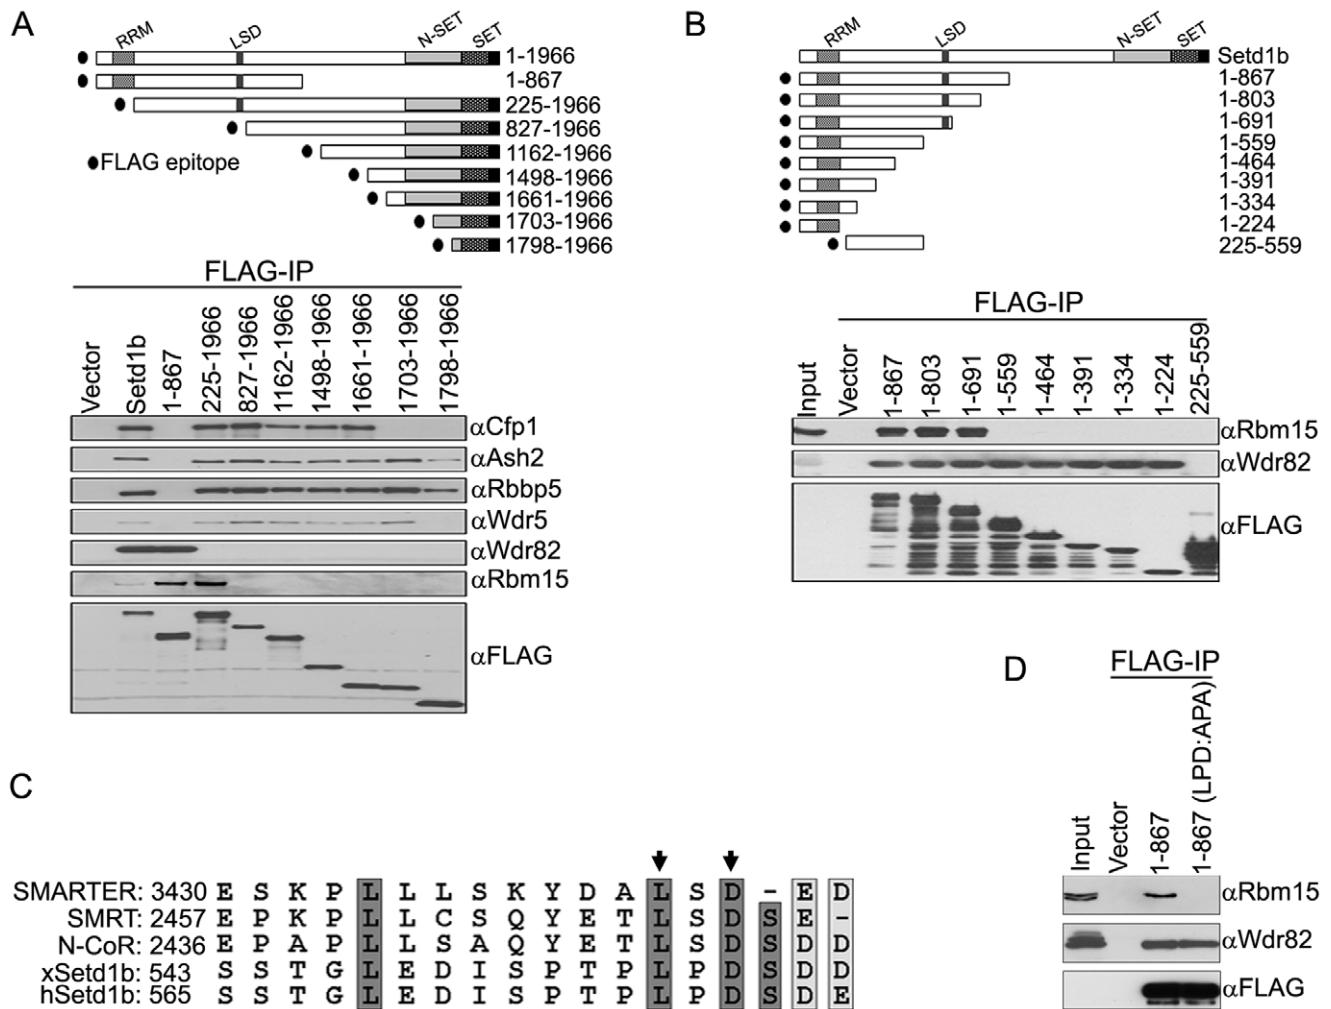 A
RRM
LSD
N-SET
SET
1-1966
1-867
225-1966
827-1966
1162-1966
1498-1966
1661-1966
1703-1966
1798-1966
FLAG epitope
FLAG-IP
Vector
Setd1b
1-867
225-1966
827-1966
1162-1966
1498-1966
1661-1966
1703-1966
1798-1966
αCfp1
αAsh2
αRbbp5
αWdr5
αWdr82
αRbm15
αFLAG
B
RRM
LSD
N-SET
SET
Setd1b
1-867
1-803
1-691
1-559
1-464
1-391
1-334
1-224
225-559
FLAG-IP
Input
Vector
1-867
1-803
1-691
1-559
1-464
1-391
1-334
1-224
225-559
αRbm15
αWdr82
αFLAG
C
SMARTER: 3430 E S K P L L L S K Y D A L S D - E D
SMRT: 2457 E P K P L L C S Q Y E T L S D S E -
N-CoR: 2436 E P A P L L S A Q Y E T L S D S D D
xSetd1b: 543 S S T G L E D I S P T P L P D S D D
hSetd1b: 565 S S T G L E D I S P T P L P D S D E
D
FLAG-IP
Input
Vector
1-867
1-867 (LPD:APA)
αRbm15
αWdr82
αFLAG